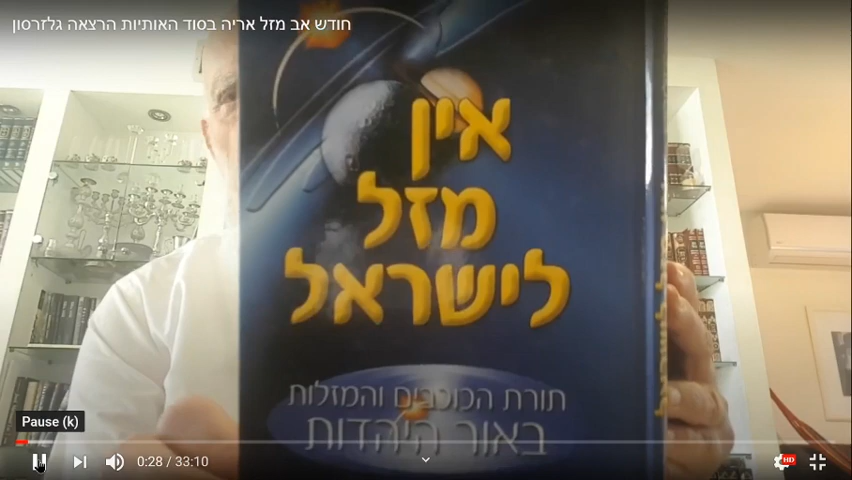 חודש אב מזל אריה בסוד האותיות הרצאה גלזרסון
אין
מזל
לישראל
תורת הכוכבים והמזלות
באור היהדות
Pause (k)
0:28 / 33:10
HD